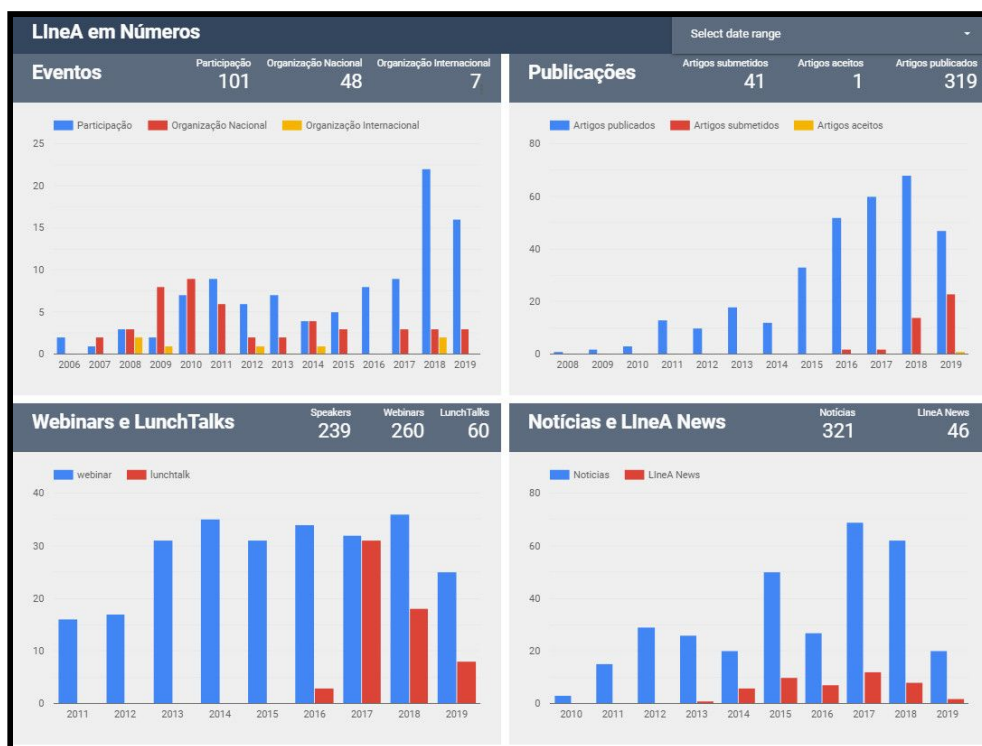 LIneA em Números
Select date range
Eventos
Participação Organização Nacional Organização Internacional
101 48 7
Participação Organização Nacional Organização Internacional
25
20
15
10
5
0
2006 2007 2008 2009 2010 2011 2012 2013 2014 2015 2016 2017 2018 2019
Publicações
Artigos submetidos Artigos aceitos Artigos publicados
41 1 319
Artigos publicados Artigos submetidos Artigos aceitos
80
60
40
20
0
2008 2009 2010 2011 2012 2013 2014 2015 2016 2017 2018 2019
Webinars e LunchTalks
Speakers Webinars LunchTalks
239 260 60
webinar lunchtalk
40
30
20
10
0
2011 2012 2013 2014 2015 2016 2017 2018 2019
Notícias e LIneA News
Notícias LIneA News
321 46
Noticias LIneA News
80
60
40
20
0
2010 2011 2012 2013 2014 2015 2016 2017 2018 2019